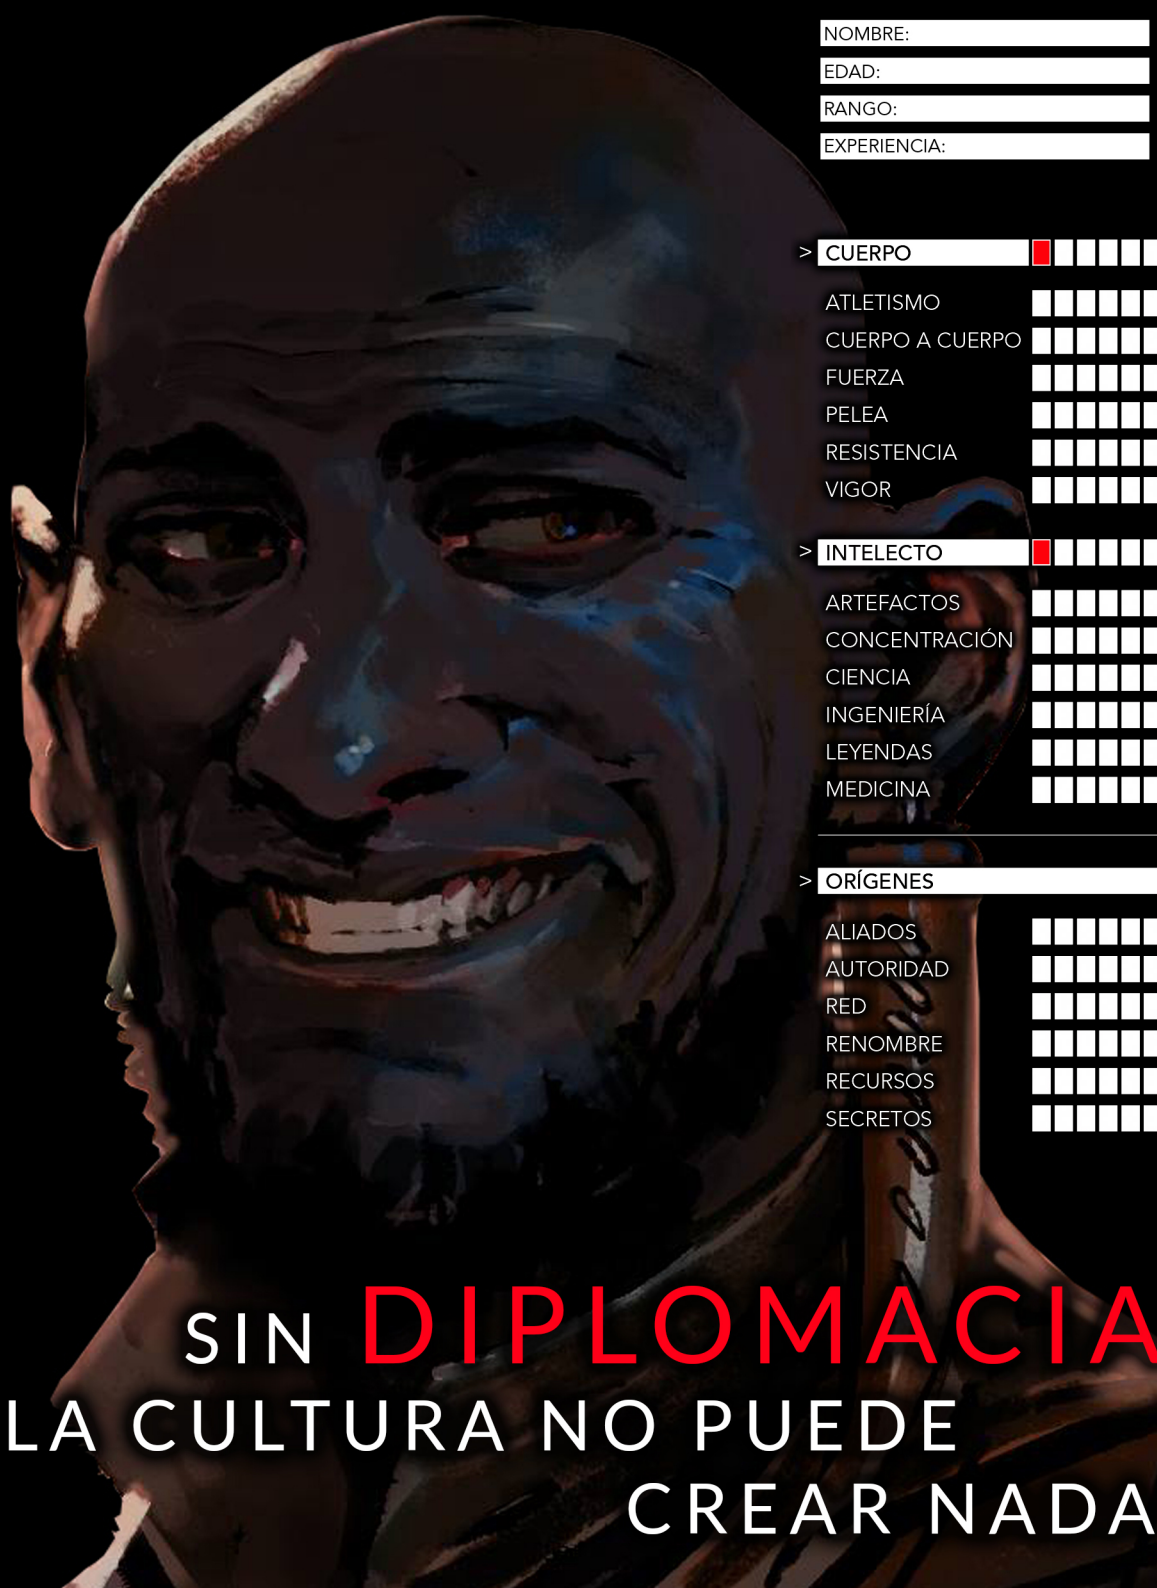 NOMBRE:
EDAD:
RANGO:
EXPERIENCIA:
> CUERPO
ATLETISMO
CUERPO A CUERPO
FUERZA
PELEA
RESISTENCIA
VIGOR
> INTELECTO
ARTEFACTOS
CONCENTRACIÓN
CIENCIA
INGENIERÍA
LEYENDAS
MEDICINA
> ORÍGENES
ALIADOS
AUTORIDAD
RED
RENOMBRE
RECURSOS
SECRETOS
SIN DIPLOMACIA
LA CULTURA NO PUEDE
CREAR NADA